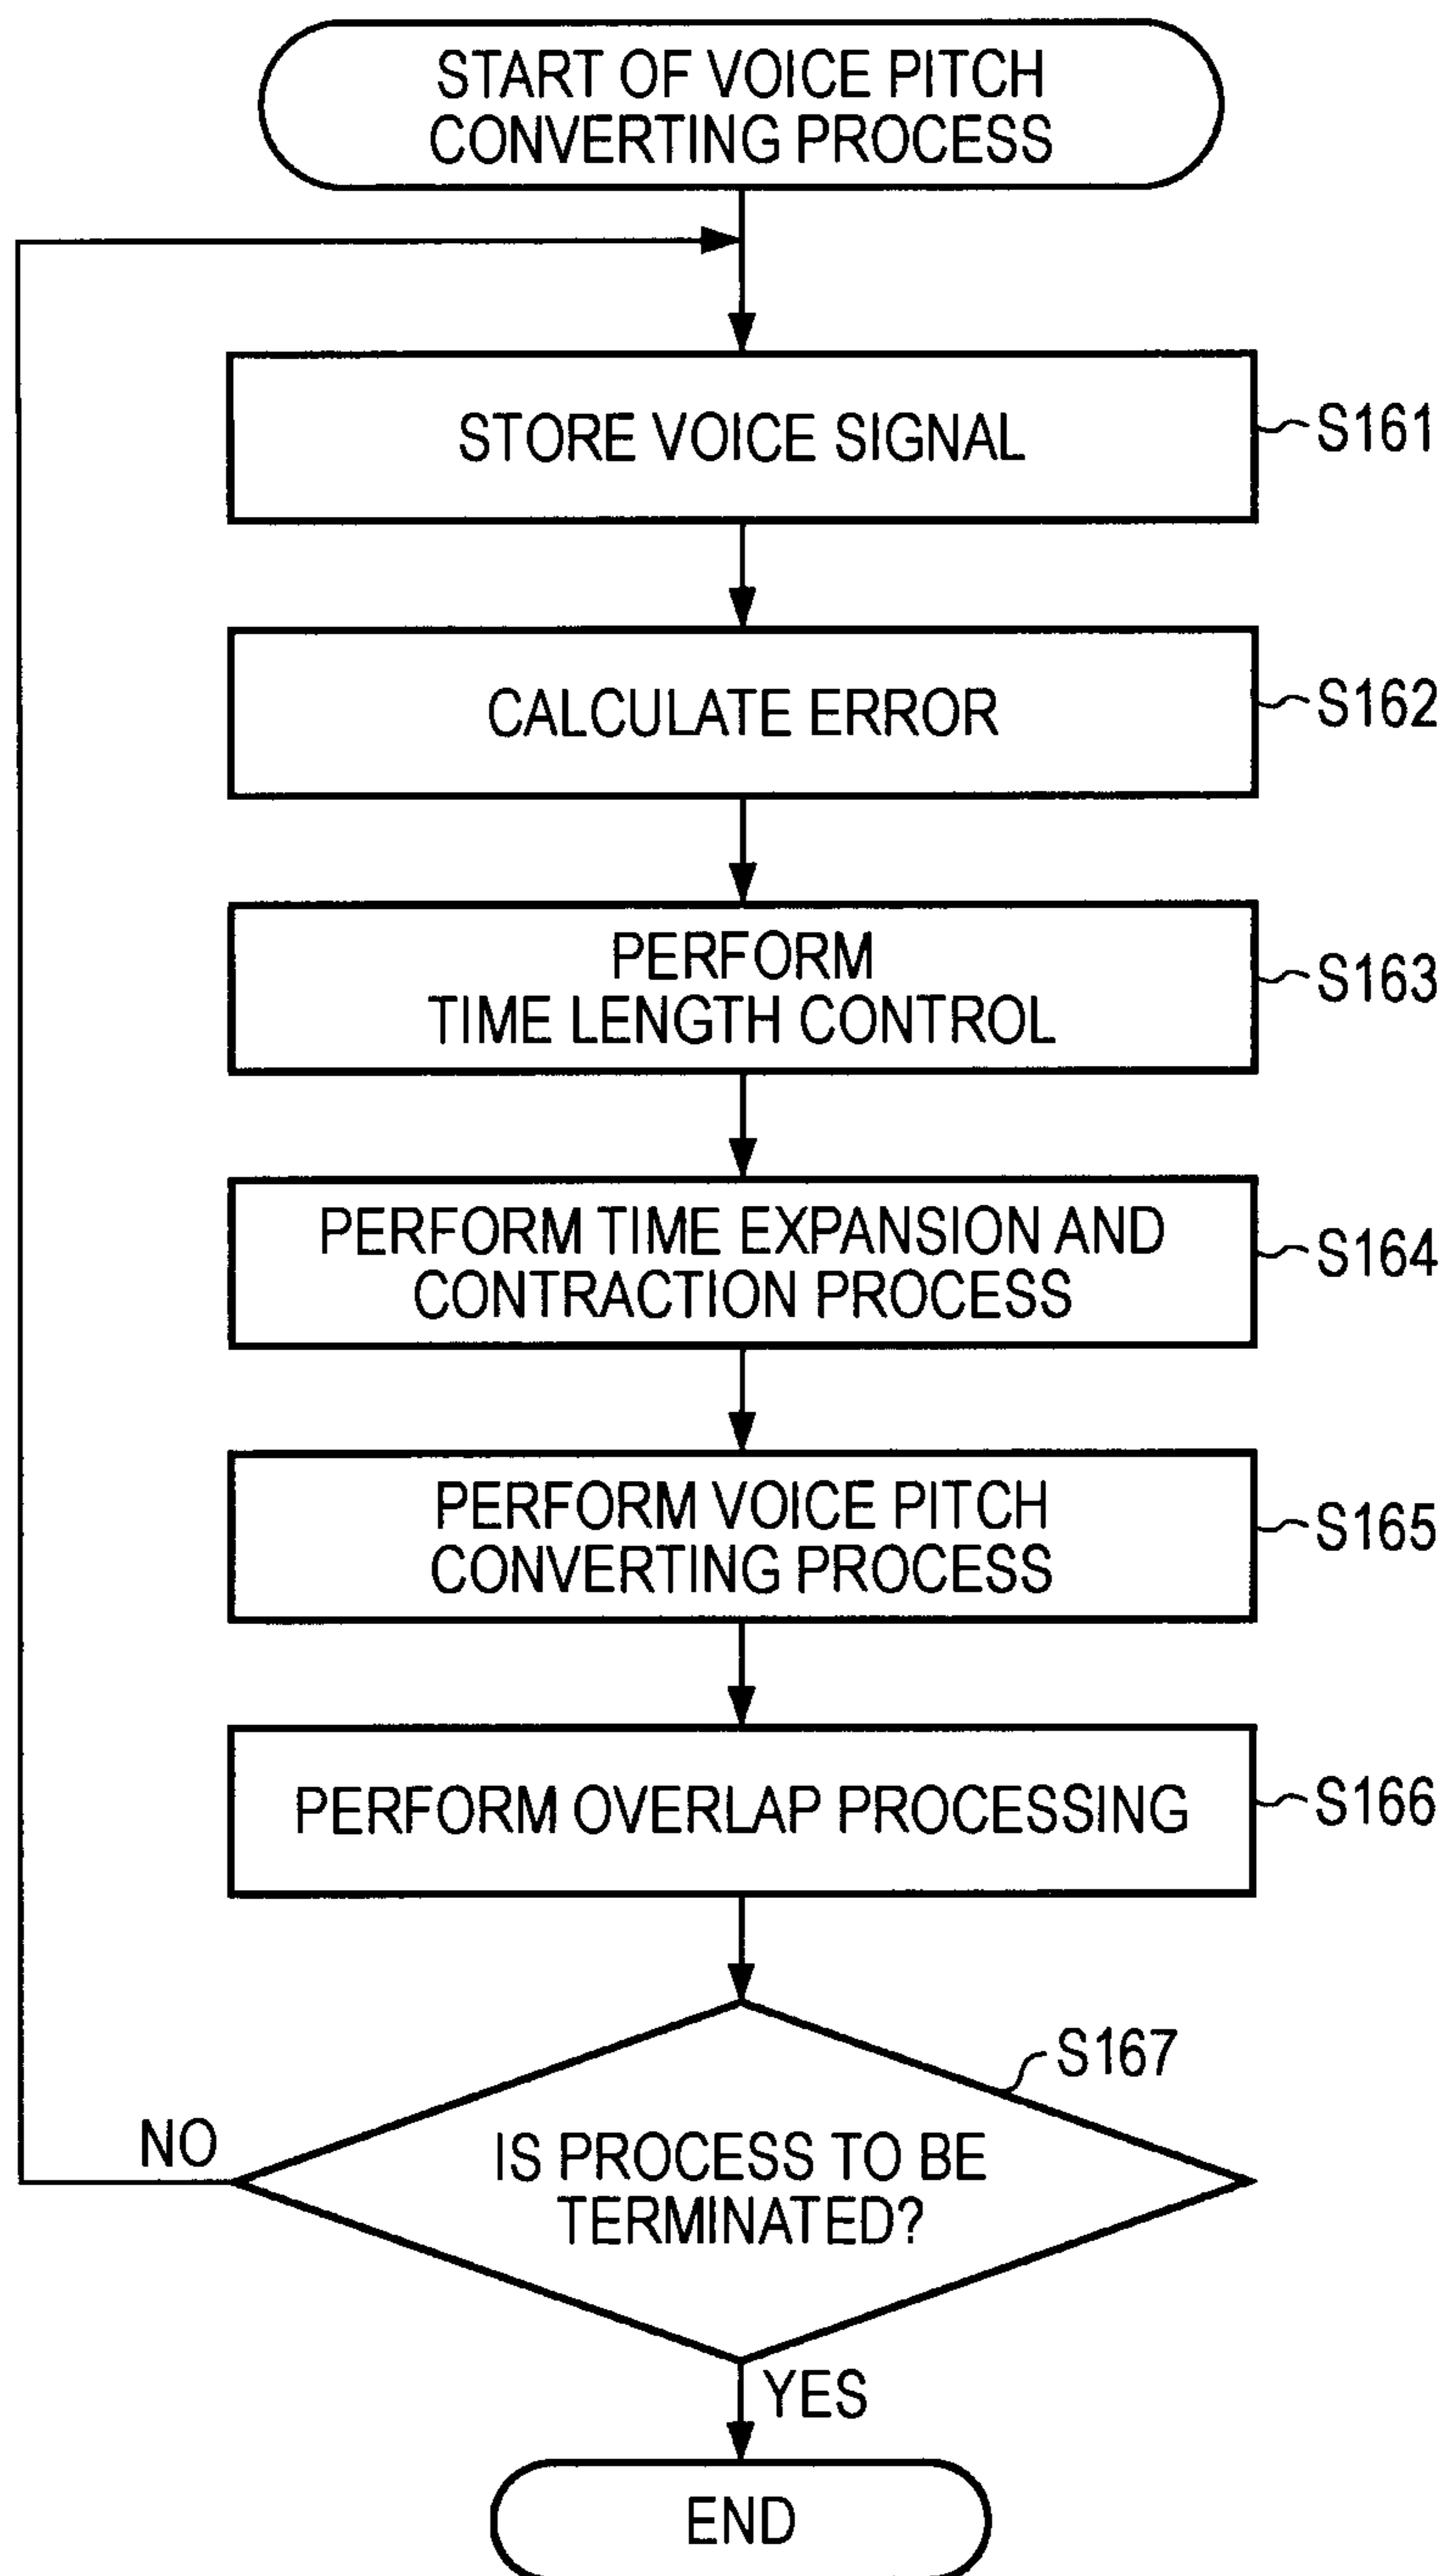 START OF VOICE PITCH
CONVERTING PROCESS
STORE VOICE SIGNAL
S161
CALCULATE ERROR
S162
PERFORM
TIME LENGTH CONTROL
S163
PERFORM TIME EXPANSION AND
CONTRACTION PROCESS
S164
PERFORM VOICE PITCH
CONVERTING PROCESS
S165
PERFORM OVERLAP PROCESSING
S166
S167
NO
IS PROCESS TO BE
TERMINATED?
YES
END